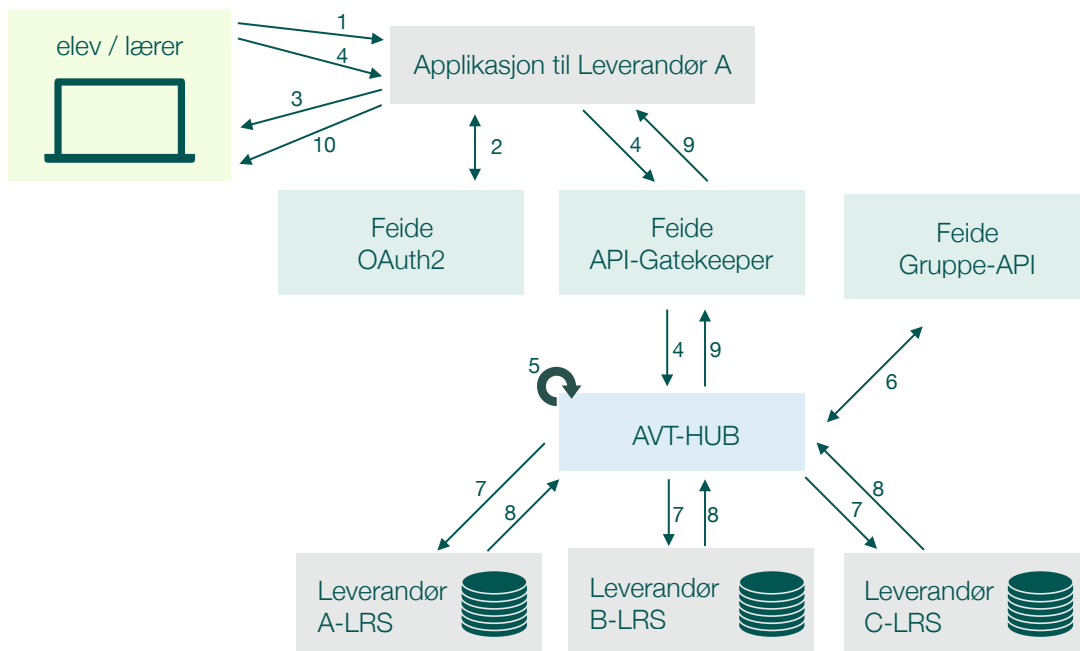 elev / lærer
1
4
3
10
Applikasjon til Leverandør A
2
4
9
Feide
OAuth2
Feide
API-Gatekeeper
Feide
Gruppe-API
4
9
5
6
AVT-HUB
7
8
7
8
7
8
Leverandør
A-LRS
Leverandør
B-LRS
Leverandør
C-LRS